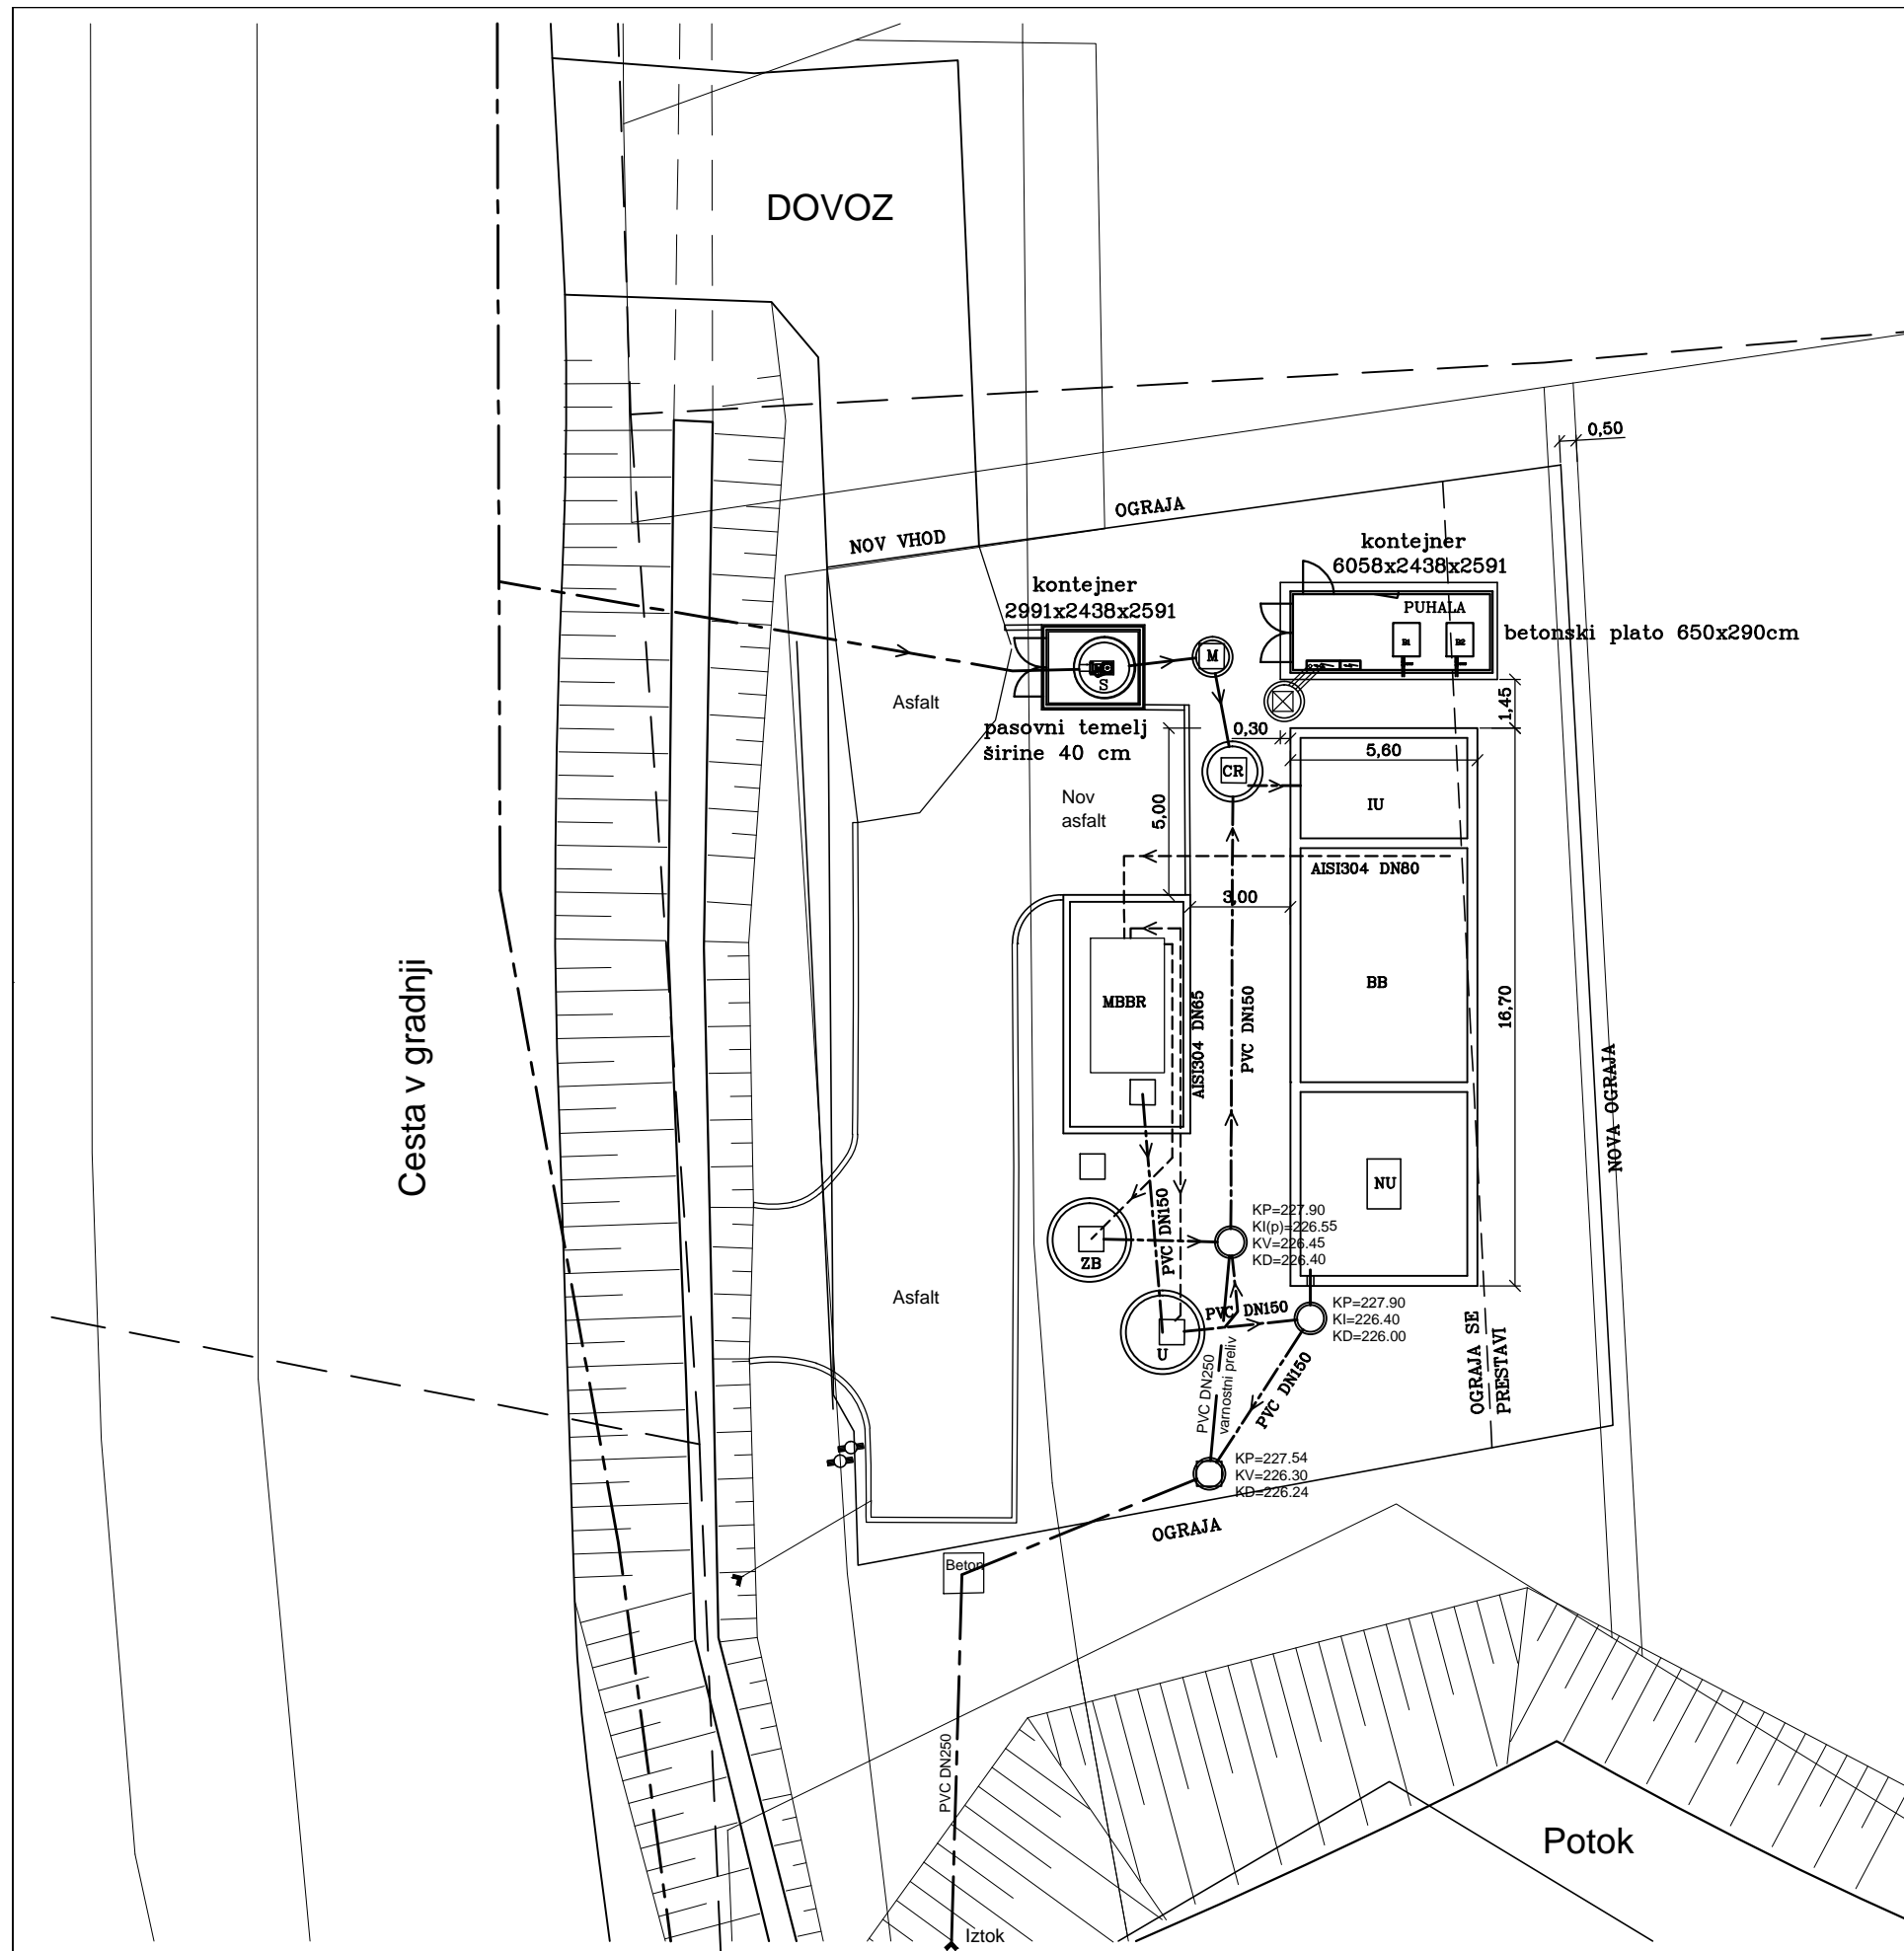 DOVOZ
0,50
OGRAJA
NOV VHOD
kontejner
6058x2438x2591
PUHALA
betonski plato 650x290cm
kontejner
2991x2438x2591
M
S
Asfalt
pasovni temelj
širine 40 cm
0,30
1,45
5,60
CR
IU
Nov
asfalt
5,00
AISI304 DN80
3,00
BB
MBBR
AISI304 DN65
PVC DN150
16,70
Cesta v gradnji
NOVA OGRAJA
NU
PVC DN150
KP=227.90
KI(p)=226.55
KV=226.45
KD=226.40
ZB
Asfalt
PVC DN150
KP=227.90
KI=226.40
KD=226.00
U
PVC DN250
varnostni preliv
PVC DN150
OGRAJA SE
PRESTAVI
KP=227.54
KV=226.30
KD=226.24
OGRAJA
Beton
PVC DN250
Potok
Iztok